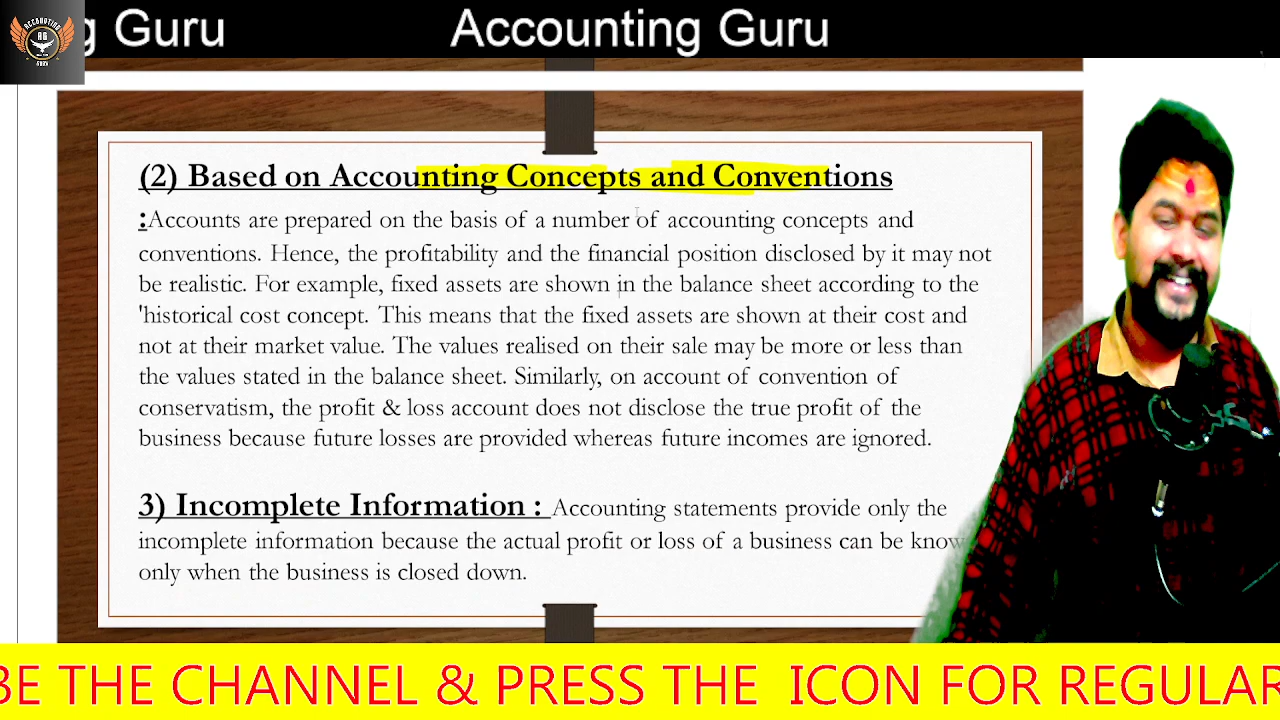 g Guru
Accounting Guru
ACCOUNTING
AG
GURU
(2) Based on Accounting Concepts and Conventions
:Accounts are prepared on the basis of a number of accounting concepts and
conventions. Hence, the profitability and the financial position disclosed by it may not
be realistic. For example, fixed assets are shown in the balance sheet according to the
'historical cost concept. This means that the fixed assets are shown at their cost and
not at their market value. The values realised on their sale may be more or less than
the values stated in the balance sheet. Similarly, on account of convention of
conservatism, the profit & loss account does not disclose the true profit of the
business because future losses are provided whereas future incomes are ignored.
3) Incomplete Information : Accounting statements provide only the
incomplete information because the actual profit or loss of a business can be know
only when the business is closed down.
BE THE CHANNEL & PRESS THE ICON FOR REGULAR